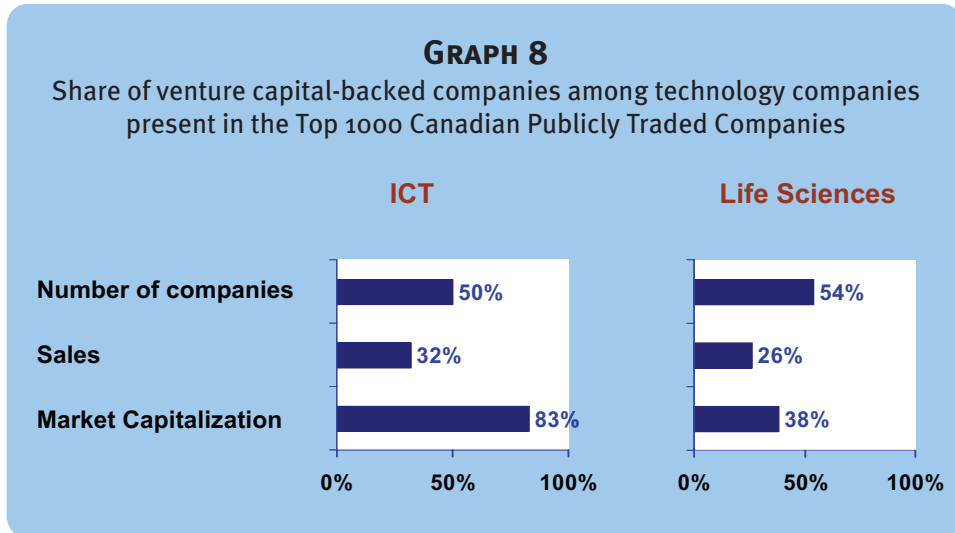 GRAPH 8
Share of venture capital-backed companies among technology companies
present in the Top 1000 Canadian Publicly Traded Companies
ICT
Life Sciences
Number of companies
50%
54%
Sales
32%
26%
Market Capitalization
83%
38%
0% 50% 100%
0% 50% 100%